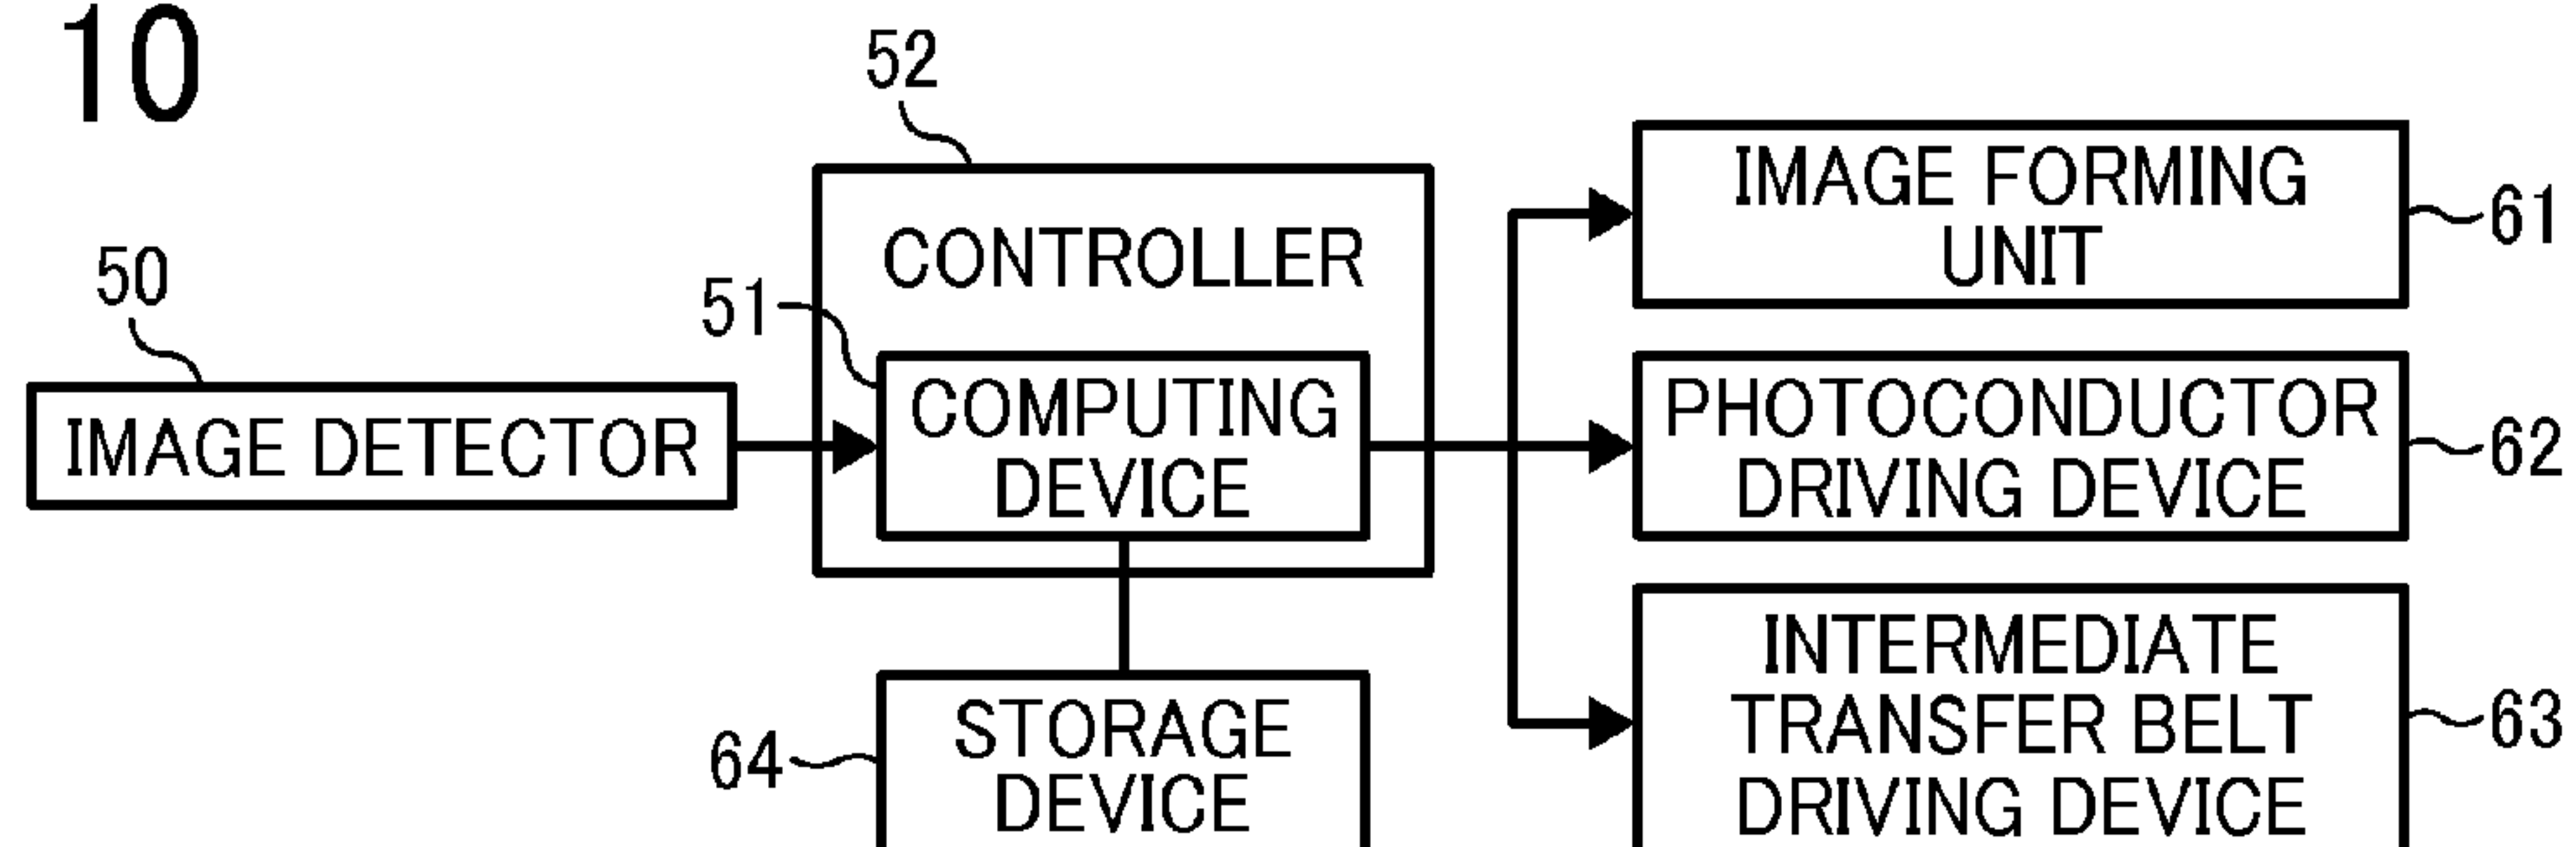 10
52
CONTROLLER
50
51
IMAGE DETECTOR
COMPUTING
DEVICE
64
STORAGE
DEVICE
IMAGE FORMING
UNIT
61
PHOTOCONDUCTOR
DRIVING DEVICE
62
INTERMEDIATE
TRANSFER BELT
DRIVING DEVICE
63